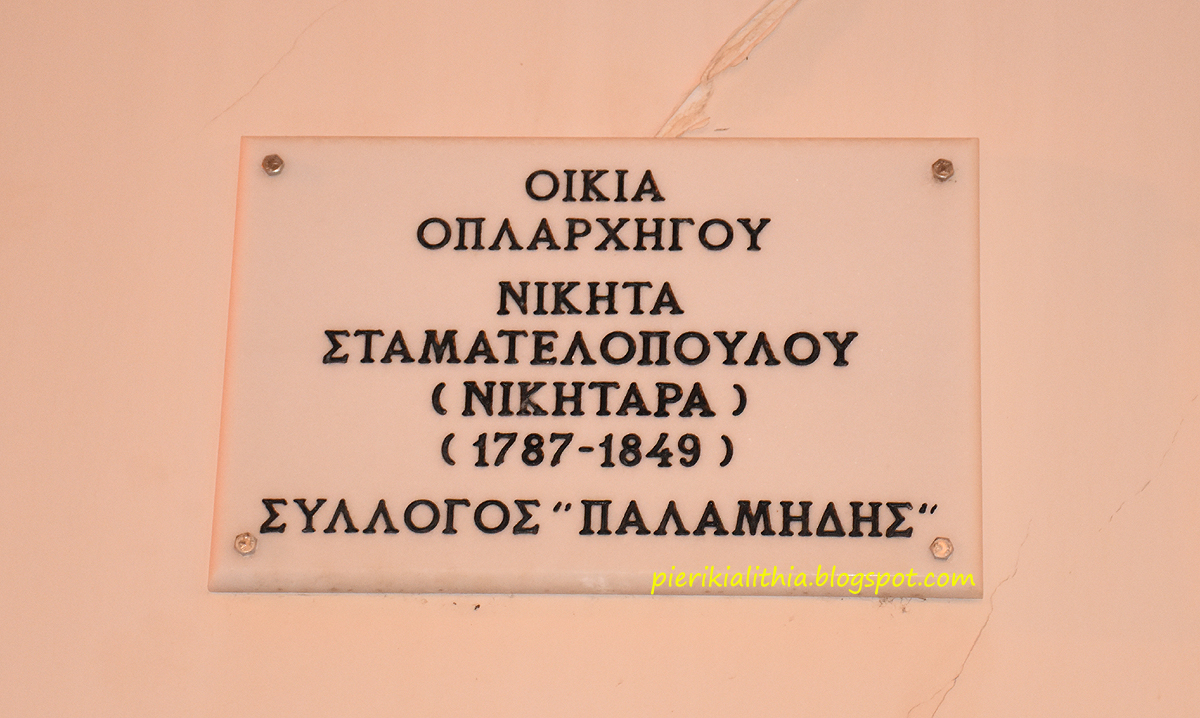 ΟΙΚΙΑ
ΟΠΛΑΡΧΗΓΟΥ
ΝΙΚΗΤΑ
ΣΤΑΜΑΤΕΛΟΠΟΥΛΟΥ
(ΝΙΚΗΤΑΡΑ)
(1787-1849)
ΣΥΛΛΟΓΟΣ "ΠΑΛΑΜΗΔΗΣ"
pierikialithia.blogspot.com